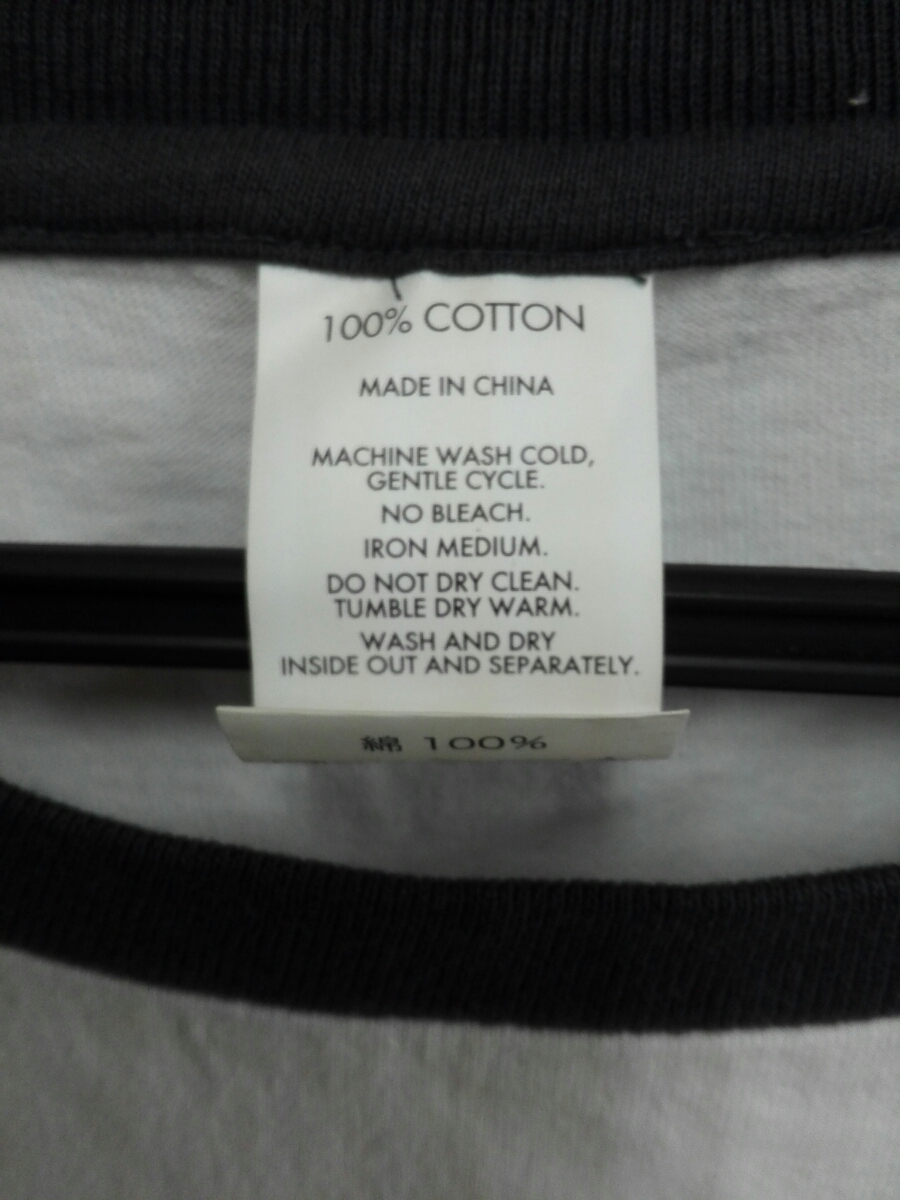 100% COTTON
MADE IN CHINA
MACHINE WASH COLD,
GENTLE CYCLE.
NO BLEACH.
IRON MEDIUM.
DO NOT DRY CLEAN.
TUMBLE DRY WARM.
WASH AND DRY
INSIDE OUT AND SEPARATELY.
綿 100%